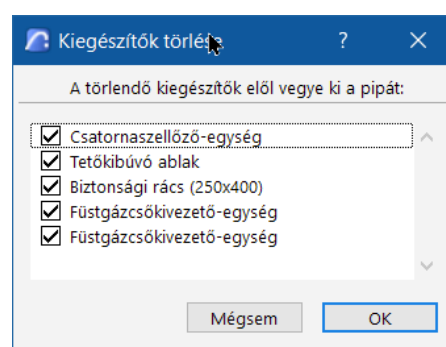 Kiegészítők törlése
A törlendő kiegészítők elől vegye ki a pipát:
Csatornaszellőző-egység
Tetőkibúvó ablak
Biztonsági rács (250x400)
Füstgázcsőkivezető-egység
Füstgázcsőkivezető-egység
Mégsem
OK